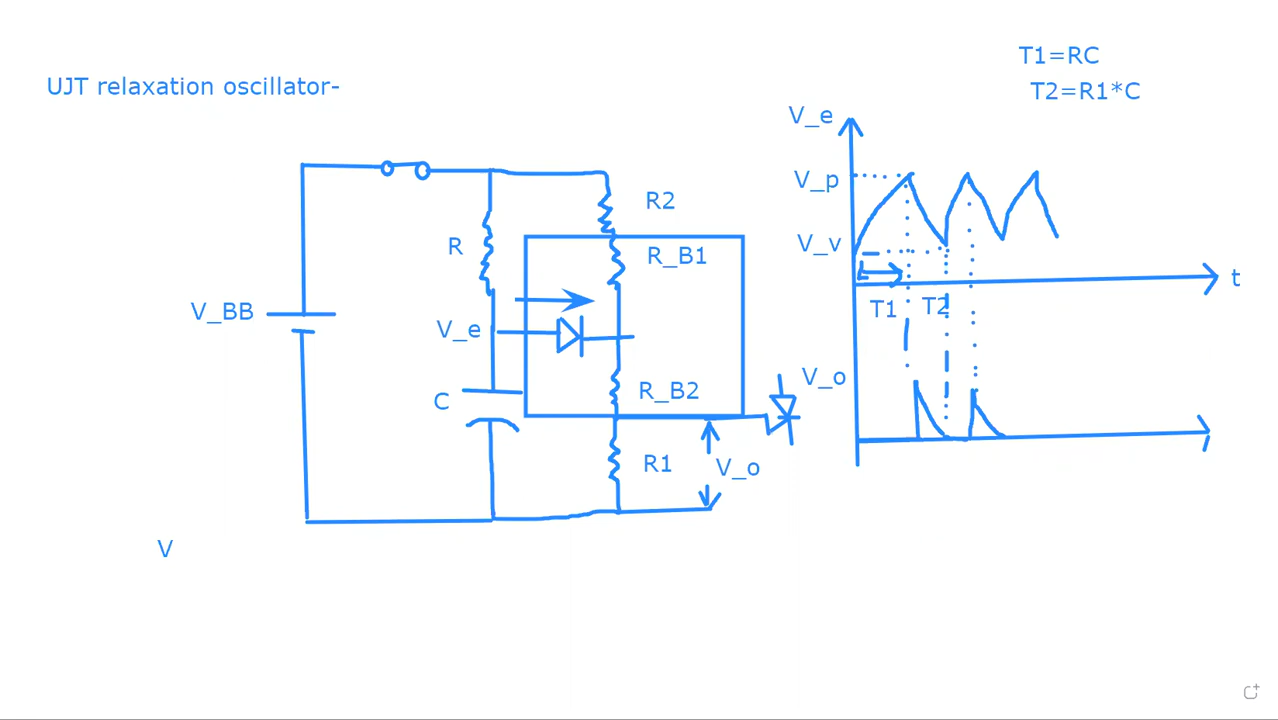 UJT relaxation oscillator-
T1=RC
T2=R1*C
V_e
V_p
V_v
t
T1
T2
V_o
R2
R
R_B1
V_BB
V_e
C
R_B2
R1
V_o
V